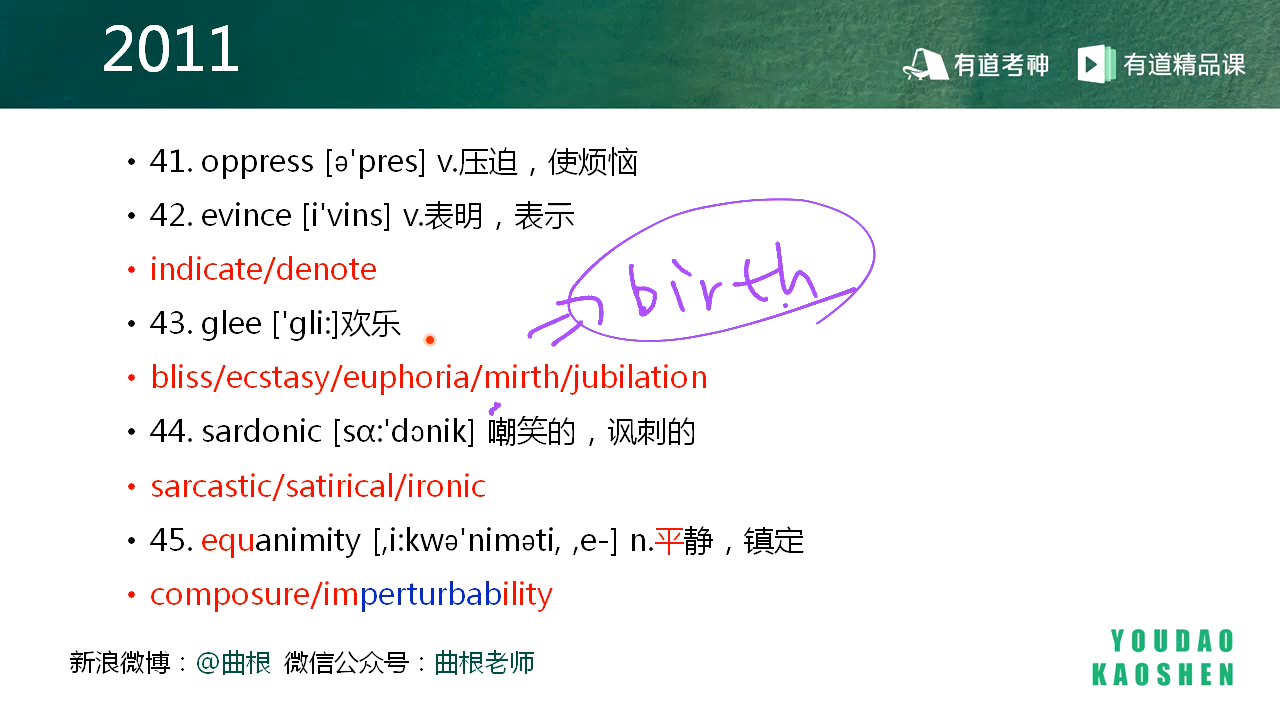 2011
有道考神 有道精品课
• 41. oppress [ə'pres] v.压迫，使烦恼
• 42. evince [i'vins] v.表明，表示
• indicate/denote
birth
• 43. glee ['gli:]欢乐
• bliss/ecstasy/euphoria/mirth/jubilation
• 44. sardonic [sɑ:'dɔnik] 嘲笑的，讽刺的
• sarcastic/satirical/ironic
• 45. equanimity [,i:kwə'niməti, ,e-] n.平静，镇定
• composure/imperturbability
新浪微博：@曲根 微信公众号：曲根老师
YOUDAO
KAOSHEN